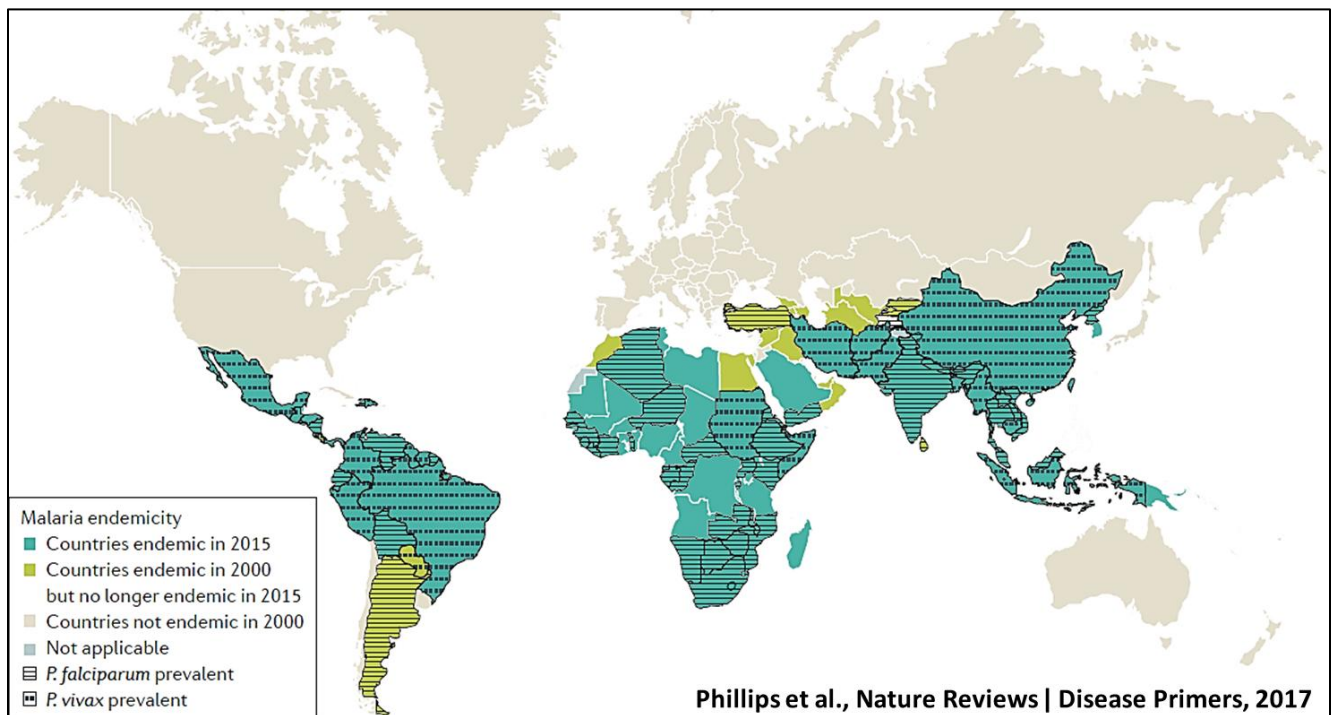 Malaria endemicity
Countries endemic in 2015
Countries endemic in 2000
but no longer endemic in 2015
Countries not endemic in 2000
Not applicable
P. falciparum prevalent
P. vivax prevalent
Phillips et al., Nature Reviews | Disease Primers, 2017